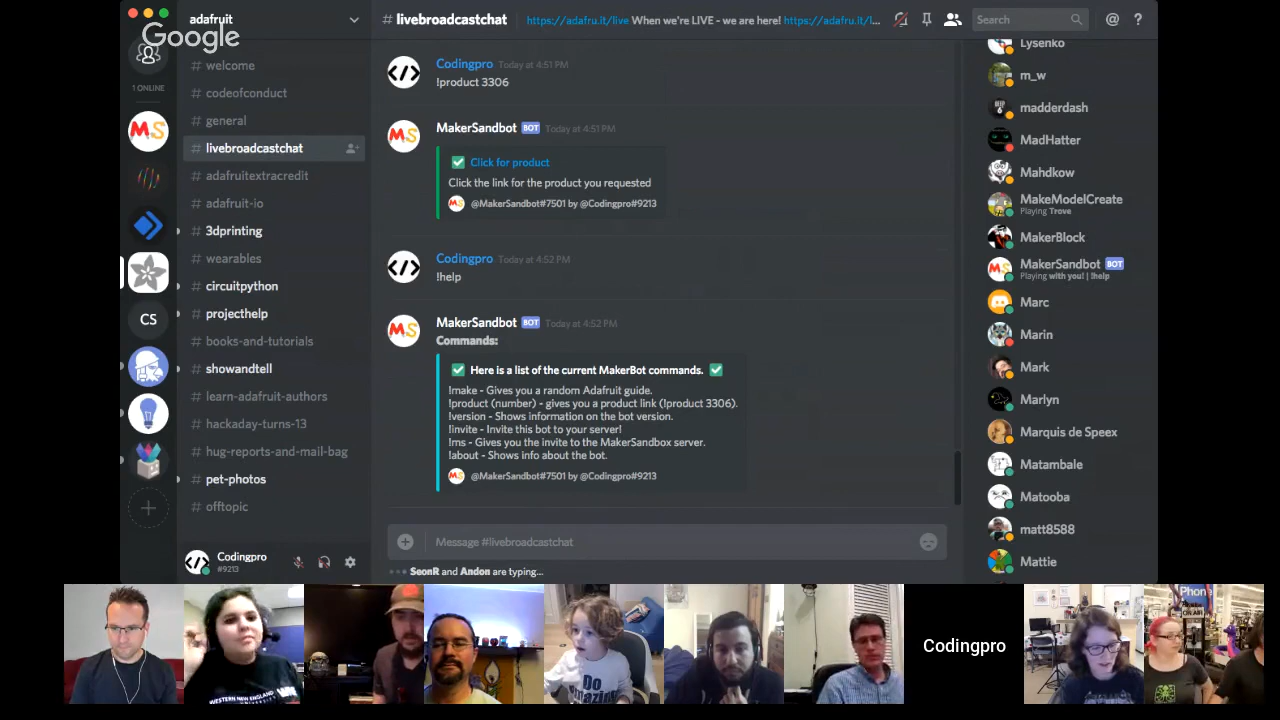 adafruit
Google
1 ONLINE
MS
CS
# welcome
# codeofconduct
# general
# livebroadcastchat
# adafruitextracredit
# adafruit-io
# 3dprinting
# wearables
# circuitpython
# projecthelp
# books-and-tutorials
# showandtell
# learn-adafruit-authors
# hackaday-turns-13
# hug-reports-and-mail-bag
# pet-photos
# offtopic
Codingpro
#9213
# livebroadcastchat https://adafru.it/live When we're LIVE - we are here! https://adafru.it/l...
Search
Codingpro Today at 4:51 PM
!product 3306
MakerSandbot BOT Today at 4:51 PM
Click for product
Click the link for the product you requested
@MakerSandbot#7501 by @Codingpro#9213
Codingpro Today at 4:52 PM
!help
MakerSandbot BOT Today at 4:52 PM
Commands:
Here is a list of the current MakerBot commands.
!make - Gives you a random Adafruit guide.
!product (number) - gives you a product link (!product 3306).
!version - Shows information on the bot version.
!invite - Invite this bot to your server!
!ms - Gives you the invite to the MakerSandbox server.
!about - Shows info about the bot.
@MakerSandbot#7501 by @Codingpro#9213
Message #livebroadcastchat
SeonR and Andon are typing...
Lysenko
m_w
madderdash
MadHatter
Mahdkow
MakeModelCreate
Playing Trove
MakerBlock
MakerSandbot BOT
Playing with you! | !help
Marc
Marin
Mark
Marlyn
Marquis de Speex
Matambale
Matooba
matt8588
Mattie
WESTERN NEW ENGLAND
Do
Amazing
Codingpro
Phone